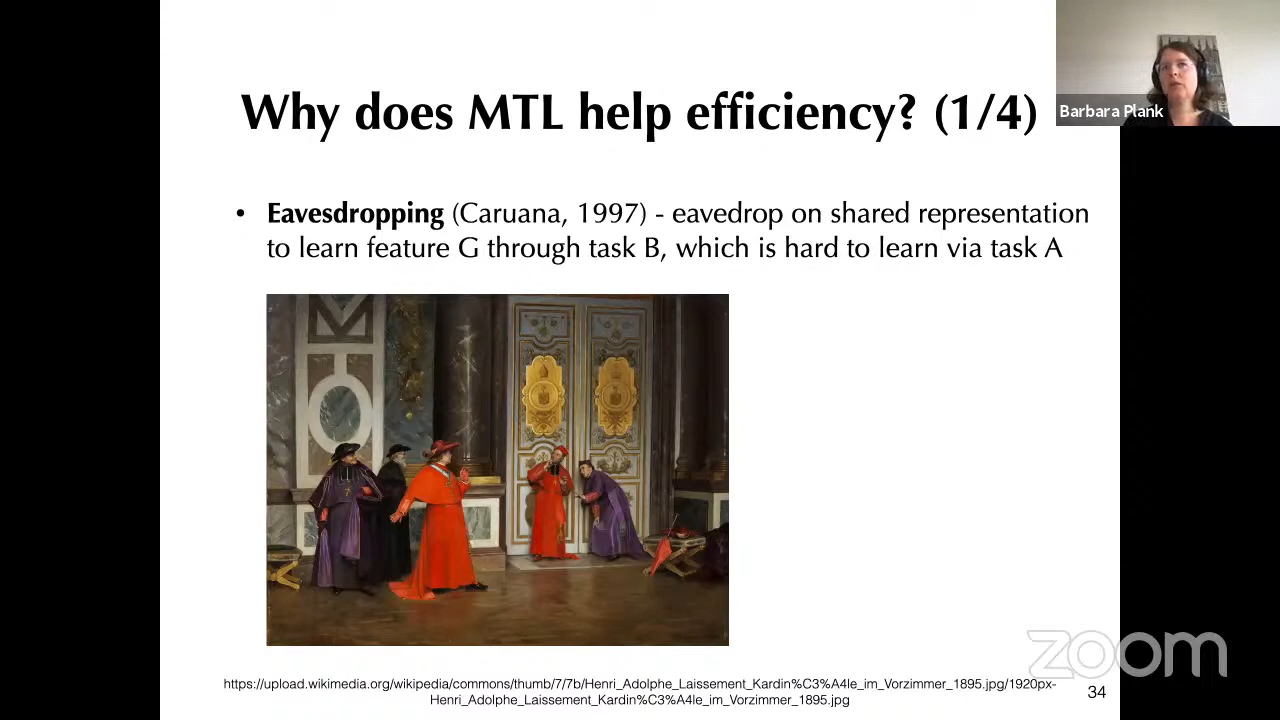 Why does MTL help efficiency? (1/4)
Barbara Plank
• Eavesdropping (Caruana, 1997) - eavedrop on shared representation
to learn feature G through task B, which is hard to learn via task A
zoom
https://upload.wikimedia.org/wikipedia/commons/thumb/7/7b/Henri_Adolphe_Laissement_Kardin%C3%A4le_im_Vorzimmer_1895.jpg/1920px-
Henri_Adolphe_Laissement_Kardin%C3%A4le_im_Vorzimmer_1895.jpg
34